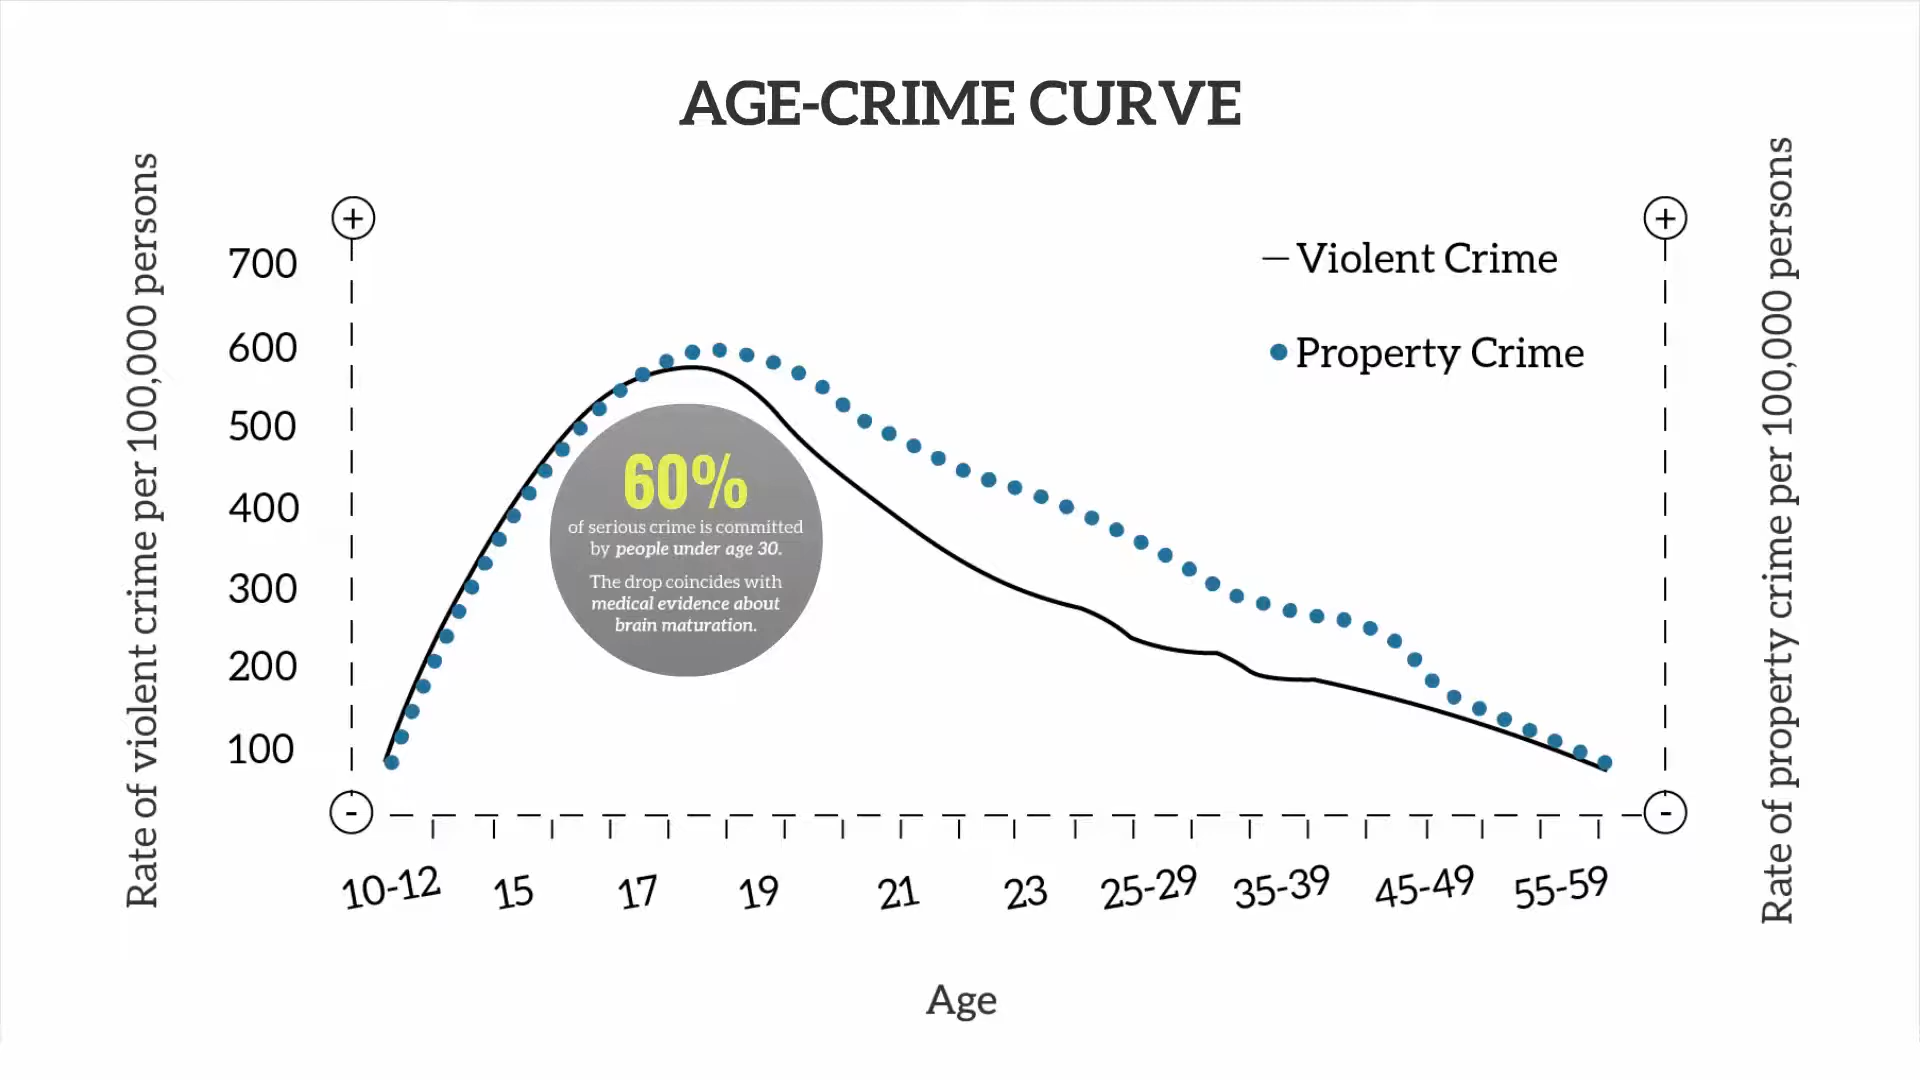 AGE-CRIME CURVE
Rate of violent crime per 100,000 persons
Rate of property crime per 100,000 persons
+
+
700
600
500
400
300
200
100
Violent Crime
Property Crime
60%
of serious crime is committed
by people under age 30.
The drop coincides with
medical evidence about
brain maturation.
-
-
10-12 15 17 19 21 23 25-29 35-39 45-49 55-59
Age